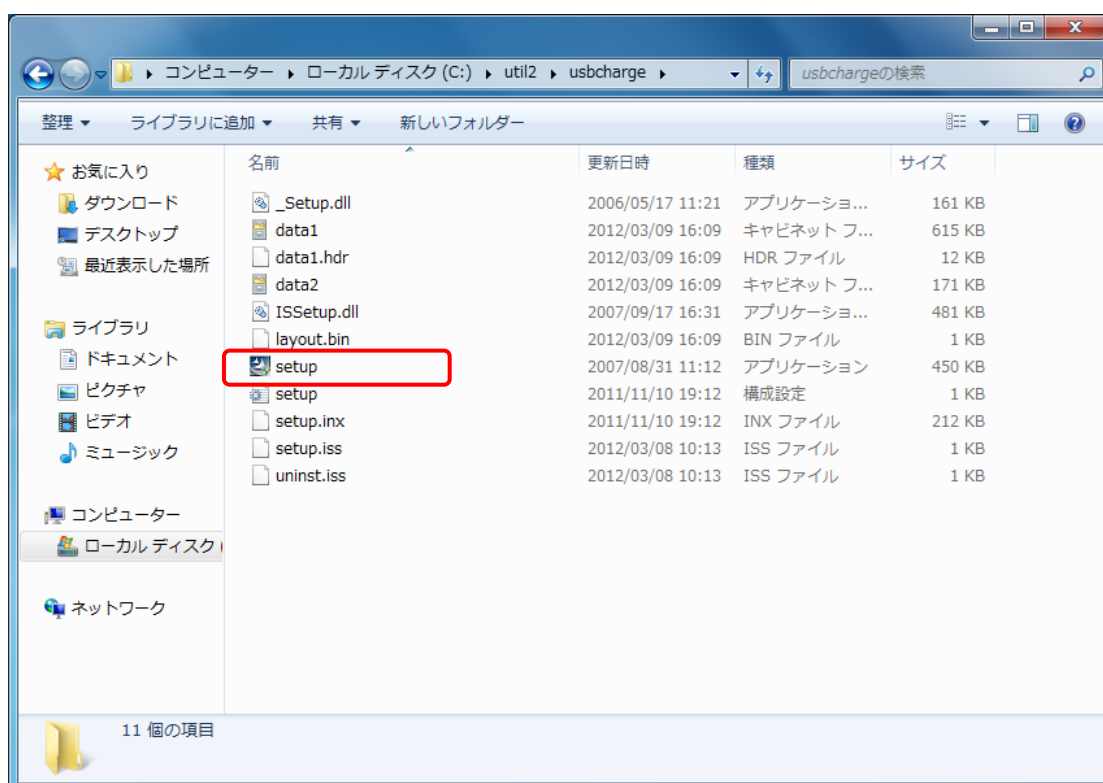 コンピューター ▸ ローカル ディスク (C:) ▸ util2 ▸ usbcharge ▸ usbchargeの検索
整理 ライブラリに追加 共有 新しいフォルダー
お気に入り
ダウンロード
デスクトップ
最近表示した場所
ライブラリ
ドキュメント
ピクチャ
ビデオ
ミュージック
コンピューター
ローカル ディスク (
ネットワーク
名前 更新日時 種類 サイズ
_Setup.dll 2006/05/17 11:21 アプリケーショ... 161 KB
data1 2012/03/09 16:09 キャビネット フ... 615 KB
data1.hdr 2012/03/09 16:09 HDR ファイル 12 KB
data2 2012/03/09 16:09 キャビネット フ... 171 KB
ISSetup.dll 2007/09/17 16:31 アプリケーショ... 481 KB
layout.bin 2012/03/09 16:09 BIN ファイル 1 KB
setup 2007/08/31 11:12 アプリケーション 450 KB
setup 2011/11/10 19:12 構成設定 1 KB
setup.inx 2011/11/10 19:12 INX ファイル 212 KB
setup.iss 2012/03/08 10:13 ISS ファイル 1 KB
uninst.iss 2012/03/08 10:13 ISS ファイル 1 KB
11 個の項目